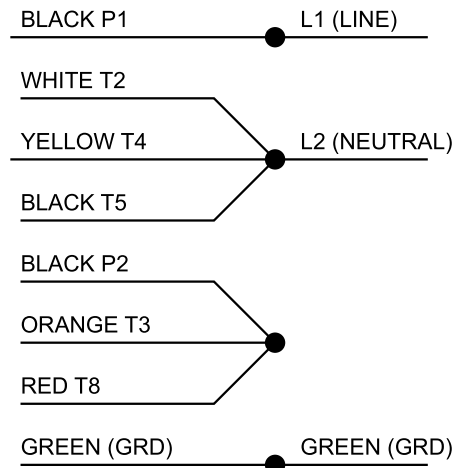 BLACK P1 L1 (LINE)
WHITE T2
YELLOW T4 L2 (NEUTRAL)
BLACK T5
BLACK P2
ORANGE T3
RED T8
GREEN (GRD) GREEN (GRD)